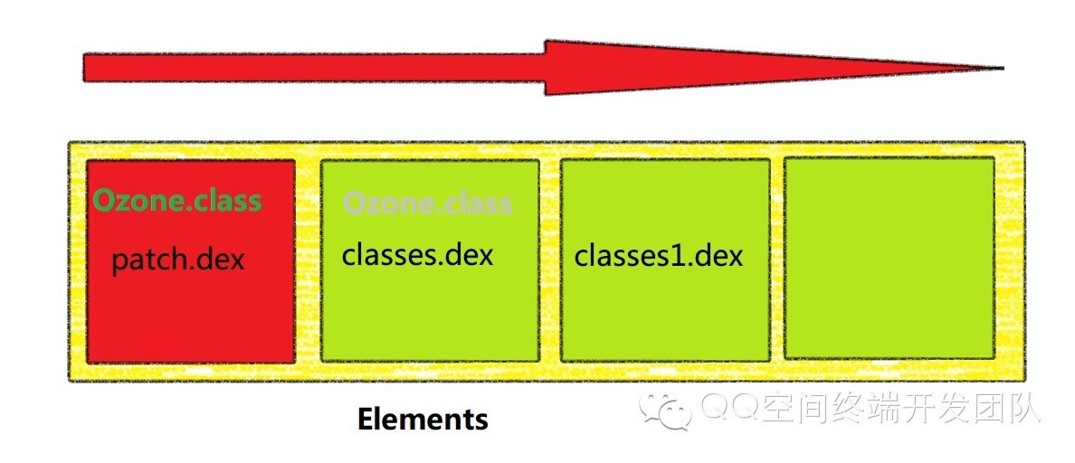 Ozone.class
patch.dex
Ozone.class
classes.dex
classes1.dex
Elements
QQ空间终端开发团队